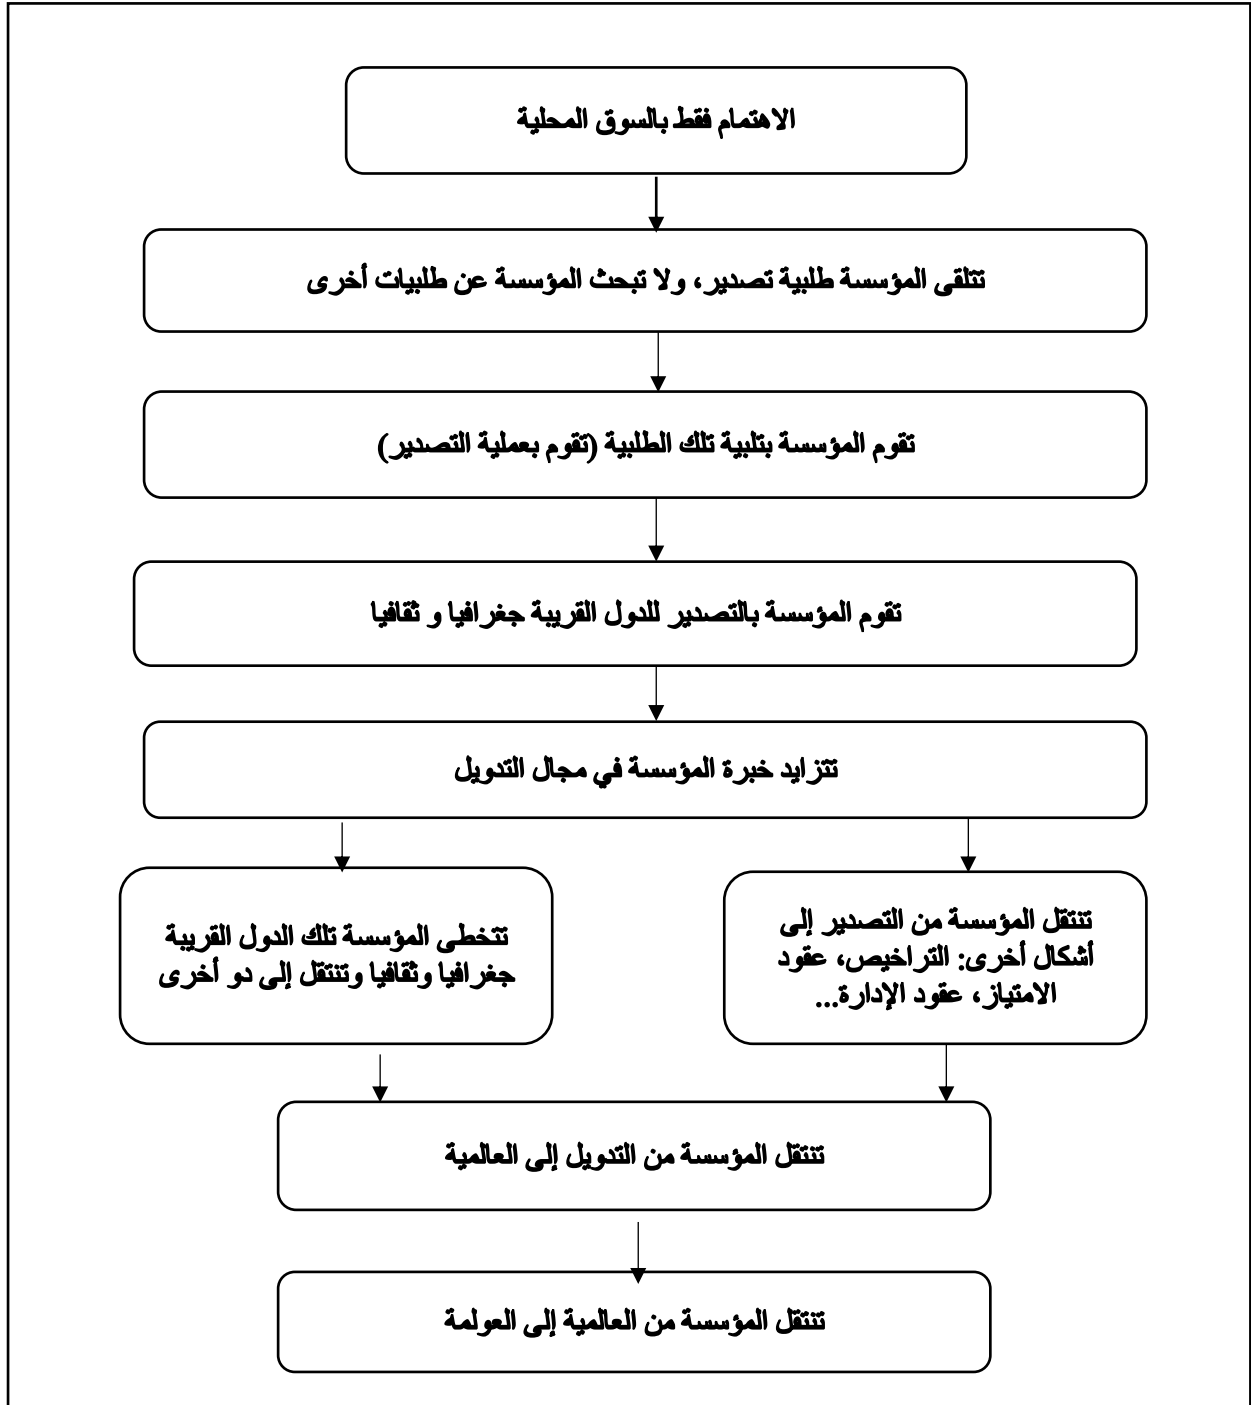 الاهتمام فقط بالسوق المحلية
تتلقى المؤسسة طلبية تصدير، ولا تبحث المؤسسة عن طلبيات أخرى
تقوم المؤسسة بتلبية تلك الطلبية (تقوم بعملية التصدير)
تقوم المؤسسة بالتصدير للدول القريبة جغرافيا و ثقافيا
تتزايد خبرة المؤسسة في مجال التدويل
تنتقل المؤسسة من التصدير إلى
أشكال أخرى: التراخيص، عقود
الامتياز، عقود الإدارة...
تتخطى المؤسسة تلك الدول القريبة
جغرافيا وثقافيا وتنتقل إلى دو أخرى
تنتقل المؤسسة من التدويل إلى العالمية
تنتقل المؤسسة من العالمية إلى العولمة